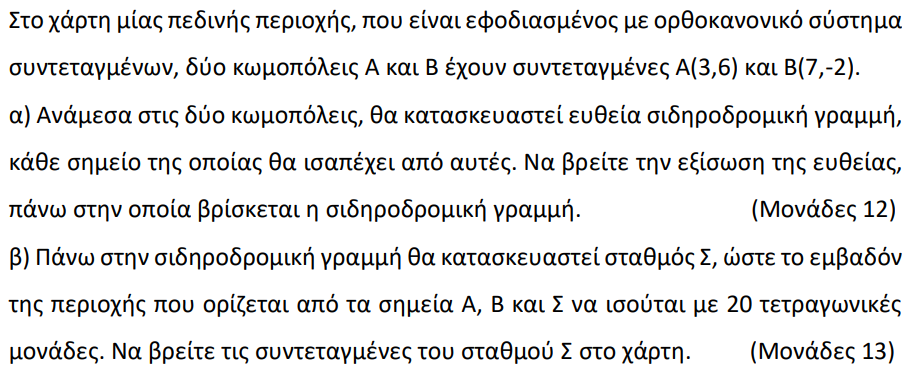 Στο χάρτη μίας πεδινής περιοχής, που είναι εφοδιασμένος με ορθοκανονικό σύστημα
συντεταγμένων, δύο κωμοπόλεις Α και Β έχουν συντεταγμένες Α(3,6) και Β(7,-2).
α) Ανάμεσα στις δύο κωμοπόλεις, θα κατασκευαστεί ευθεία σιδηροδρομική γραμμή,
κάθε σημείο της οποίας θα ισαπέχει από αυτές. Να βρείτε την εξίσωση της ευθείας,
πάνω στην οποία βρίσκεται η σιδηροδρομική γραμμή. (Μονάδες 12)
β) Πάνω στην σιδηροδρομική γραμμή θα κατασκευαστεί σταθμός Σ, ώστε το εμβαδόν
της περιοχής που ορίζεται από τα σημεία Α, Β και Σ να ισούται με 20 τετραγωνικές
μονάδες. Να βρείτε τις συντεταγμένες του σταθμού Σ στο χάρτη. (Μονάδες 13)